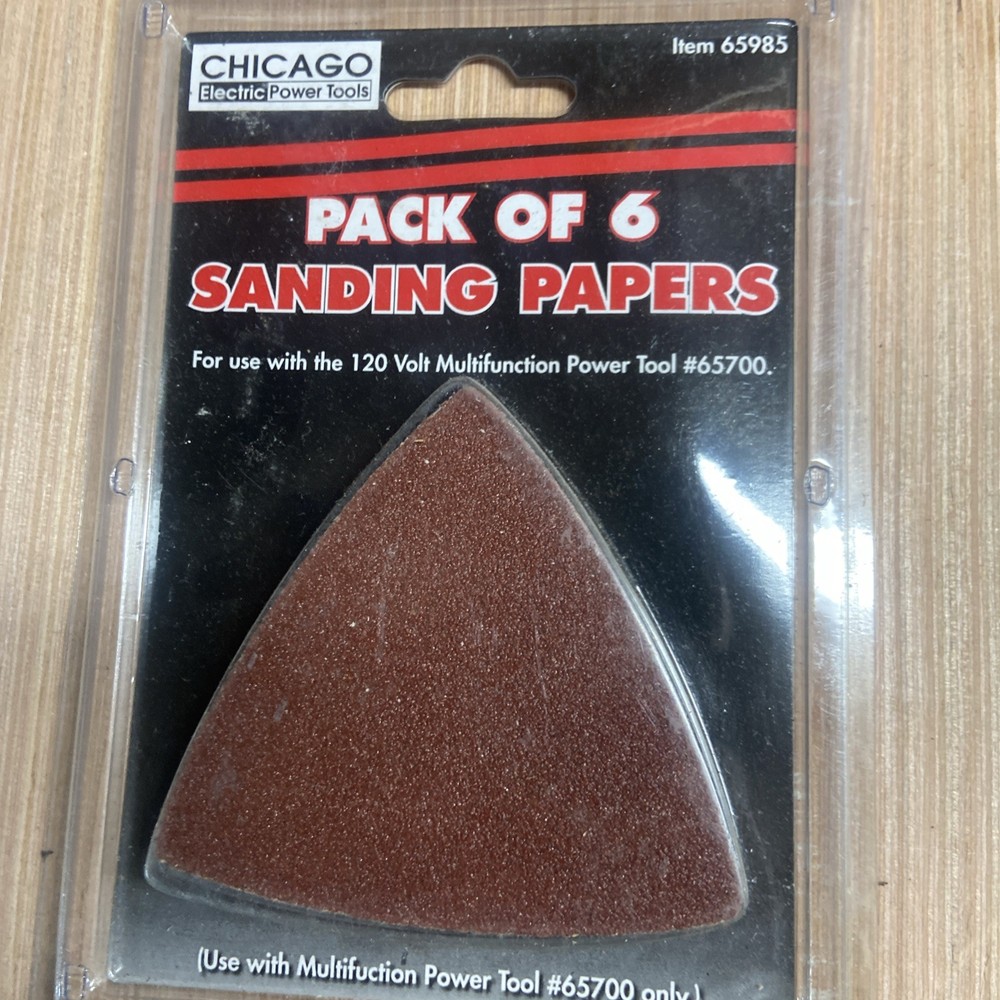 CHICAGO
Electric Power Tools
Item 65985
PACK OF 6
SANDING PAPERS
For use with the 120 Volt Multifunction Power Tool #65700.
(Use with Multifuction Power Tool #65700 only.)